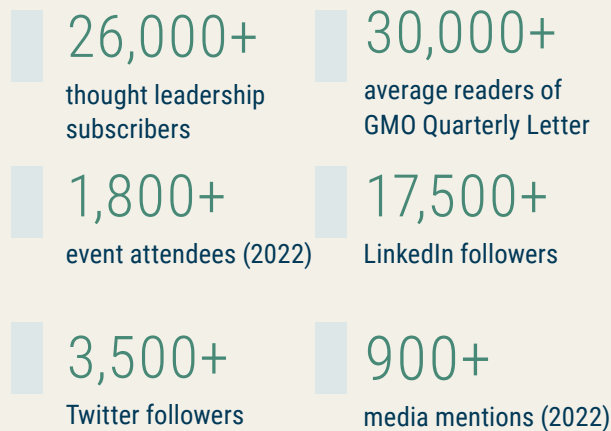 26,000+
thought leadership
subscribers
30,000+
average readers of
GMO Quarterly Letter
1,800+
event attendees (2022)
17,500+
LinkedIn followers
3,500+
Twitter followers
900+
media mentions (2022)